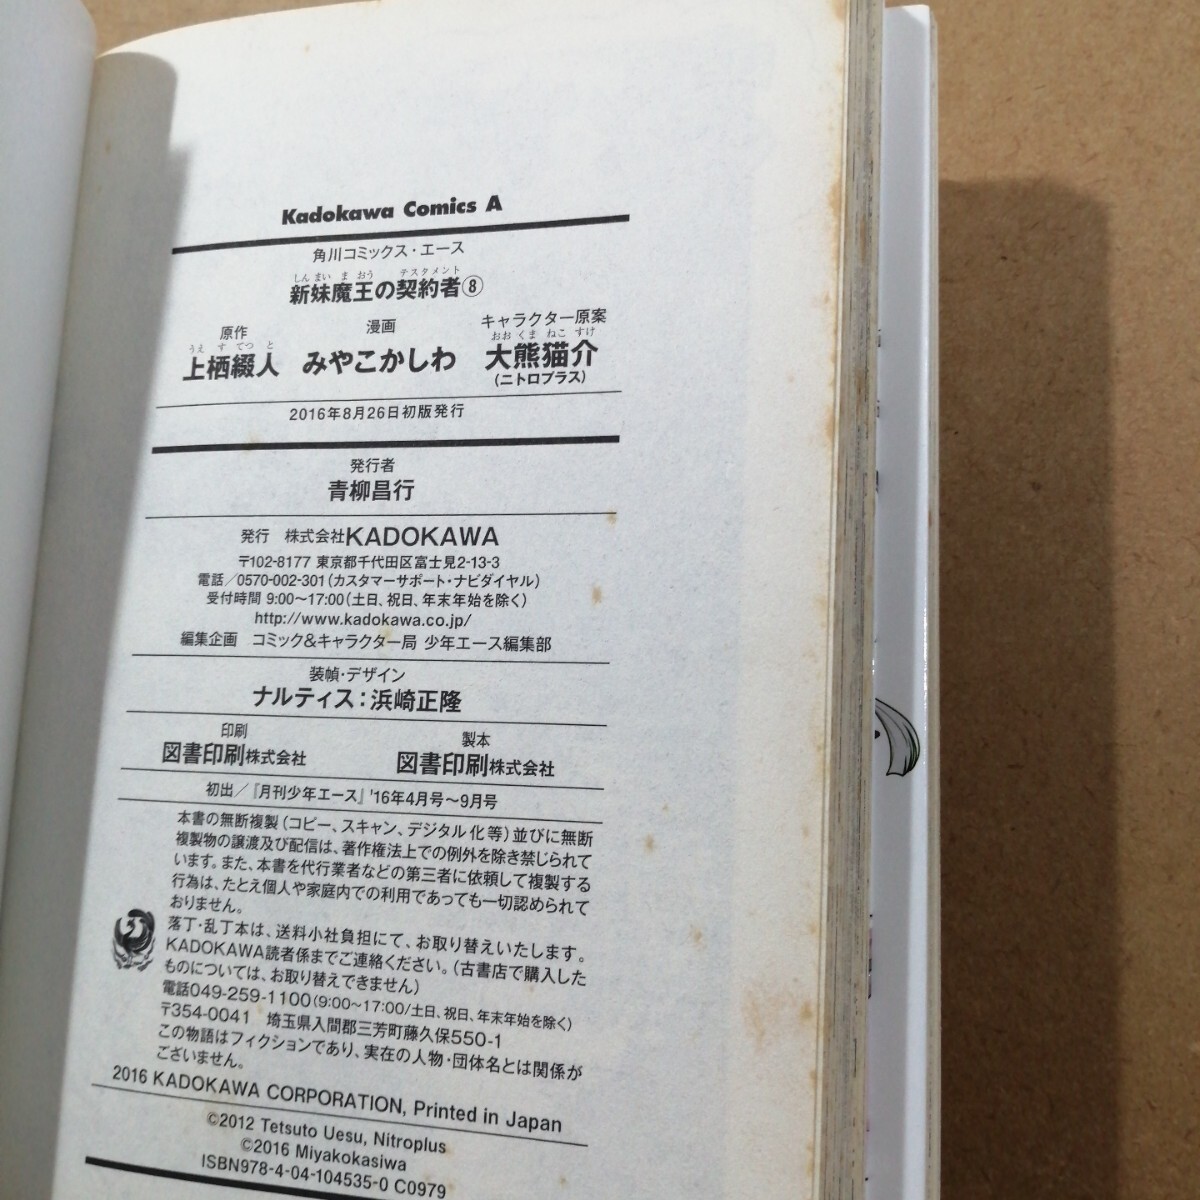 Kadokawa Comics A
角川コミックス・エース
しんまいまおう テスタメント
新妹魔王の契約者⑧
原作
うえすてつと
上栖綴人
漫画
みやこかしわ
キャラクター原案
おおくまねこすけ
大熊猫介
(ニトロプラス)
2016年8月26日初版発行
発行者
青柳昌行
発行 株式会社KADOKAWA
〒102-8177 東京都千代田区富士見2-13-3
電話/0570-002-301(カスタマーサポート・ナビダイヤル)
受付時間 9:00〜17:00(土日、祝日、年末年始を除く)
http://www.kadokawa.co.jp/
編集企画 コミック&キャラクター局 少年エース編集部
装幀・デザイン
ナルティス:浜崎正隆
印刷
図書印刷株式会社
製本
図書印刷株式会社
初出/『月刊少年エース』'16年4月号〜9月号
本書の無断複製(コピー、スキャン、デジタル化等)並びに無断
複製物の譲渡及び配信は、著作権法上での例外を除き禁じられて
います。また、本書を代行業者などの第三者に依頼して複製する
行為は、たとえ個人や家庭内での利用であっても一切認められて
おりません。
落丁・乱丁本は、送料小社負担にて、お取り替えいたします。
KADOKAWA読者係までご連絡ください。(古書店で購入した
ものについては、お取り替えできません)
電話049-259-1100(9:00〜17:00/土日、祝日、年末年始を除く)
〒354-0041 埼玉県入間郡三芳町藤久保550-1
この物語はフィクションであり、実在の人物・団体名とは関係が
ございません。
2016 KADOKAWA CORPORATION, Printed in Japan
©2012 Tetsuto Uesu, Nitroplus
©2016 Miyakokasiwa
ISBN978-4-04-104535-0 C0979